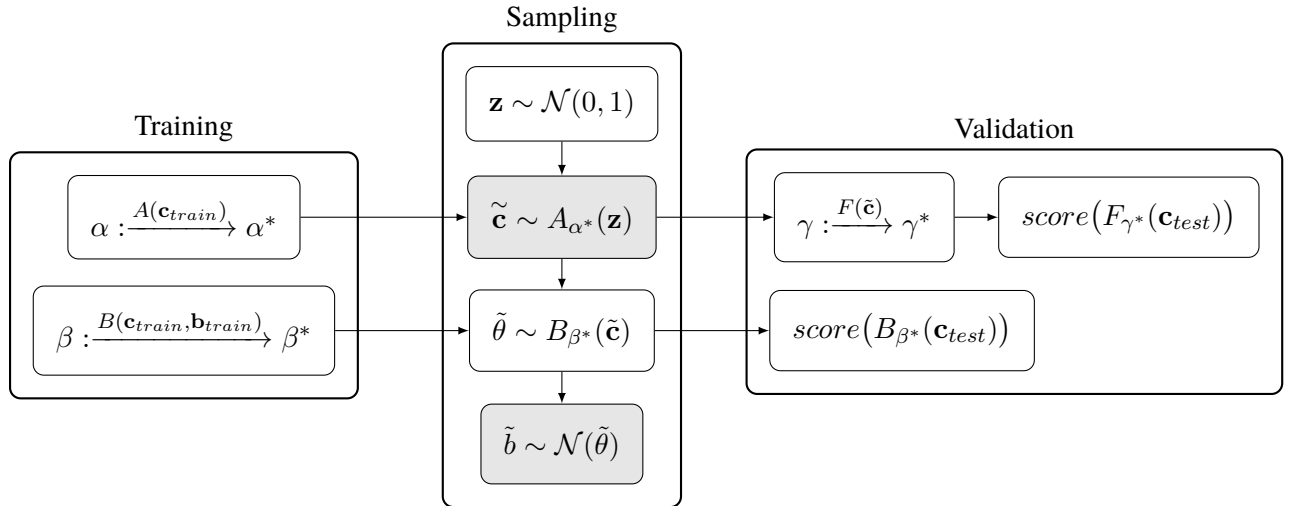 Training
α : A(c_train) → α*
β : B(c_train, b_train) → β*
Sampling
z ∼ 𝒩(0, 1)
c̃ ∼ A_α*(z)
θ̃ ∼ B_β*(c̃)
b̃ ∼ 𝒩(θ̃)
Validation
γ : F(c̃) → γ*
score(F_γ*(c_test))
score(B_β*(c_test))